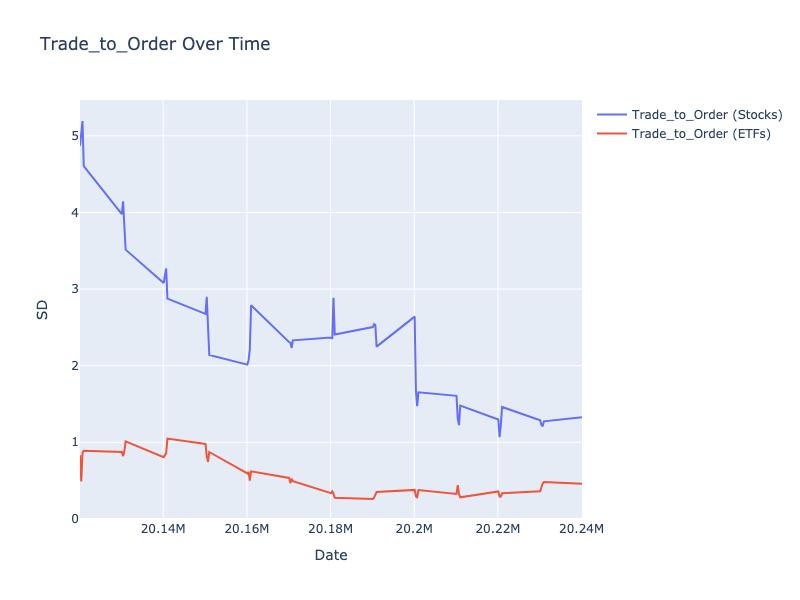 Trade_to_Order Over Time
Trade_to_Order (Stocks)
Trade_to_Order (ETFs)
5
4
3
2
1
0
SD
20.14M
20.16M
20.18M
20.2M
20.22M
20.24M
Date